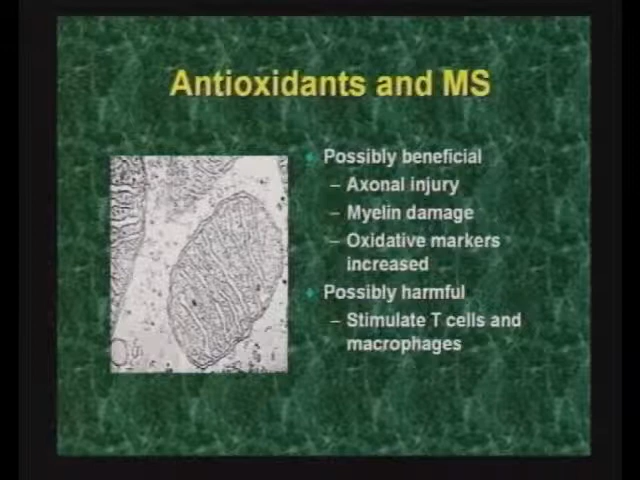 Antioxidants and MS
Possibly beneficial
– Axonal injury
– Myelin damage
– Oxidative markers
increased
Possibly harmful
– Stimulate T cells and
macrophages